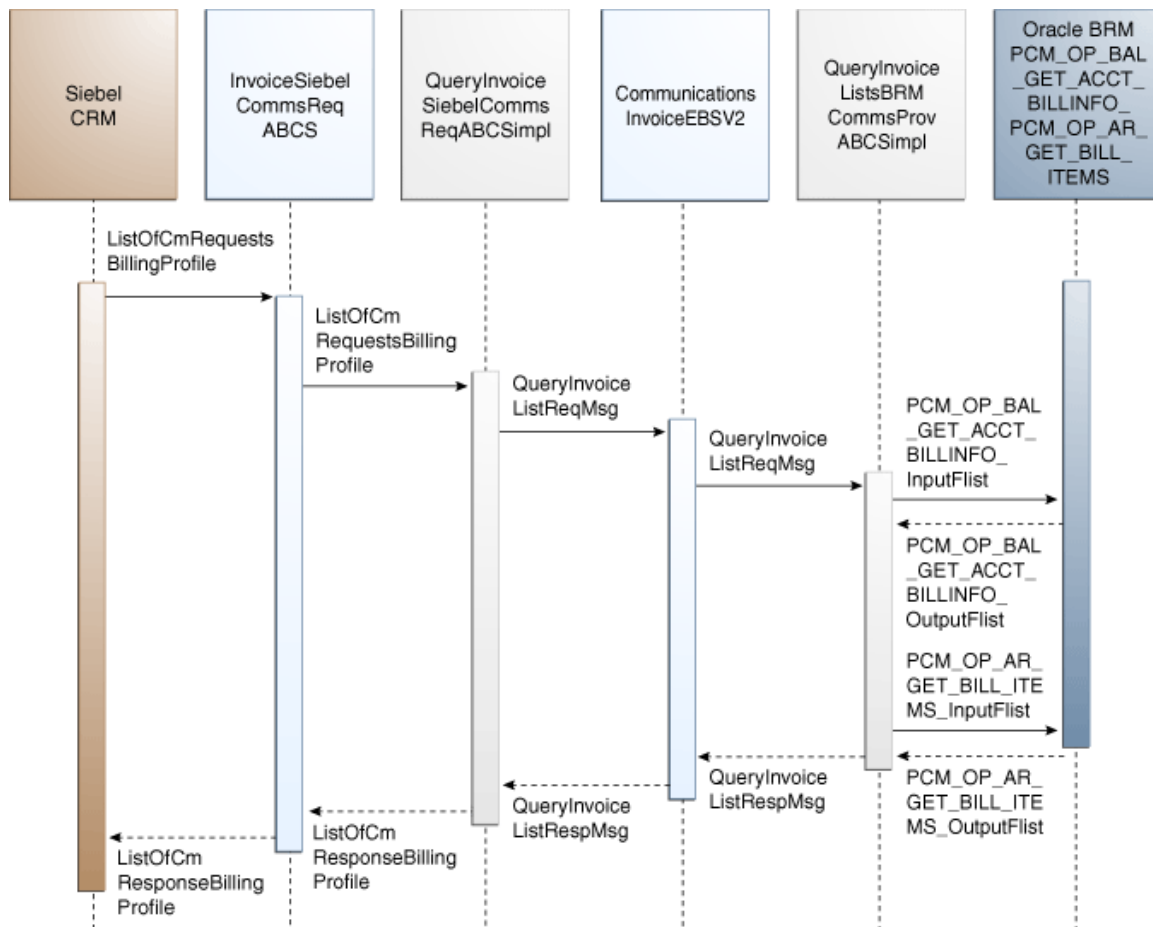 Siebel
CRM
InvoiceSiebel
CommsReq
ABCS
QueryInvoice
SiebelComms
ReqABCSimpl
Communications
InvoiceEBSV2
QueryInvoice
ListsBRM
CommsProv
ABCSimpl
Oracle BRM
PCM_OP_BAL
_GET_ACCT_
BILLINFO_
PCM_OP_AR_
GET_BILL_
ITEMS
ListOfCmRequests
BillingProfile
ListOfCm
RequestsBilling
Profile
QueryInvoice
ListReqMsg
QueryInvoice
ListReqMsg
PCM_OP_BAL
_GET_ACCT_
BILLINFO_
InputFlist
PCM_OP_BAL
_GET_ACCT_
BILLINFO_
OutputFlist
PCM_OP_AR_
GET_BILL_ITE
MS_InputFlist
PCM_OP_AR_
GET_BILL_ITE
MS_OutputFlist
QueryInvoice
ListRespMsg
QueryInvoice
ListRespMsg
ListOfCm
ResponseBilling
Profile
ListOfCm
ResponseBilling
Profile